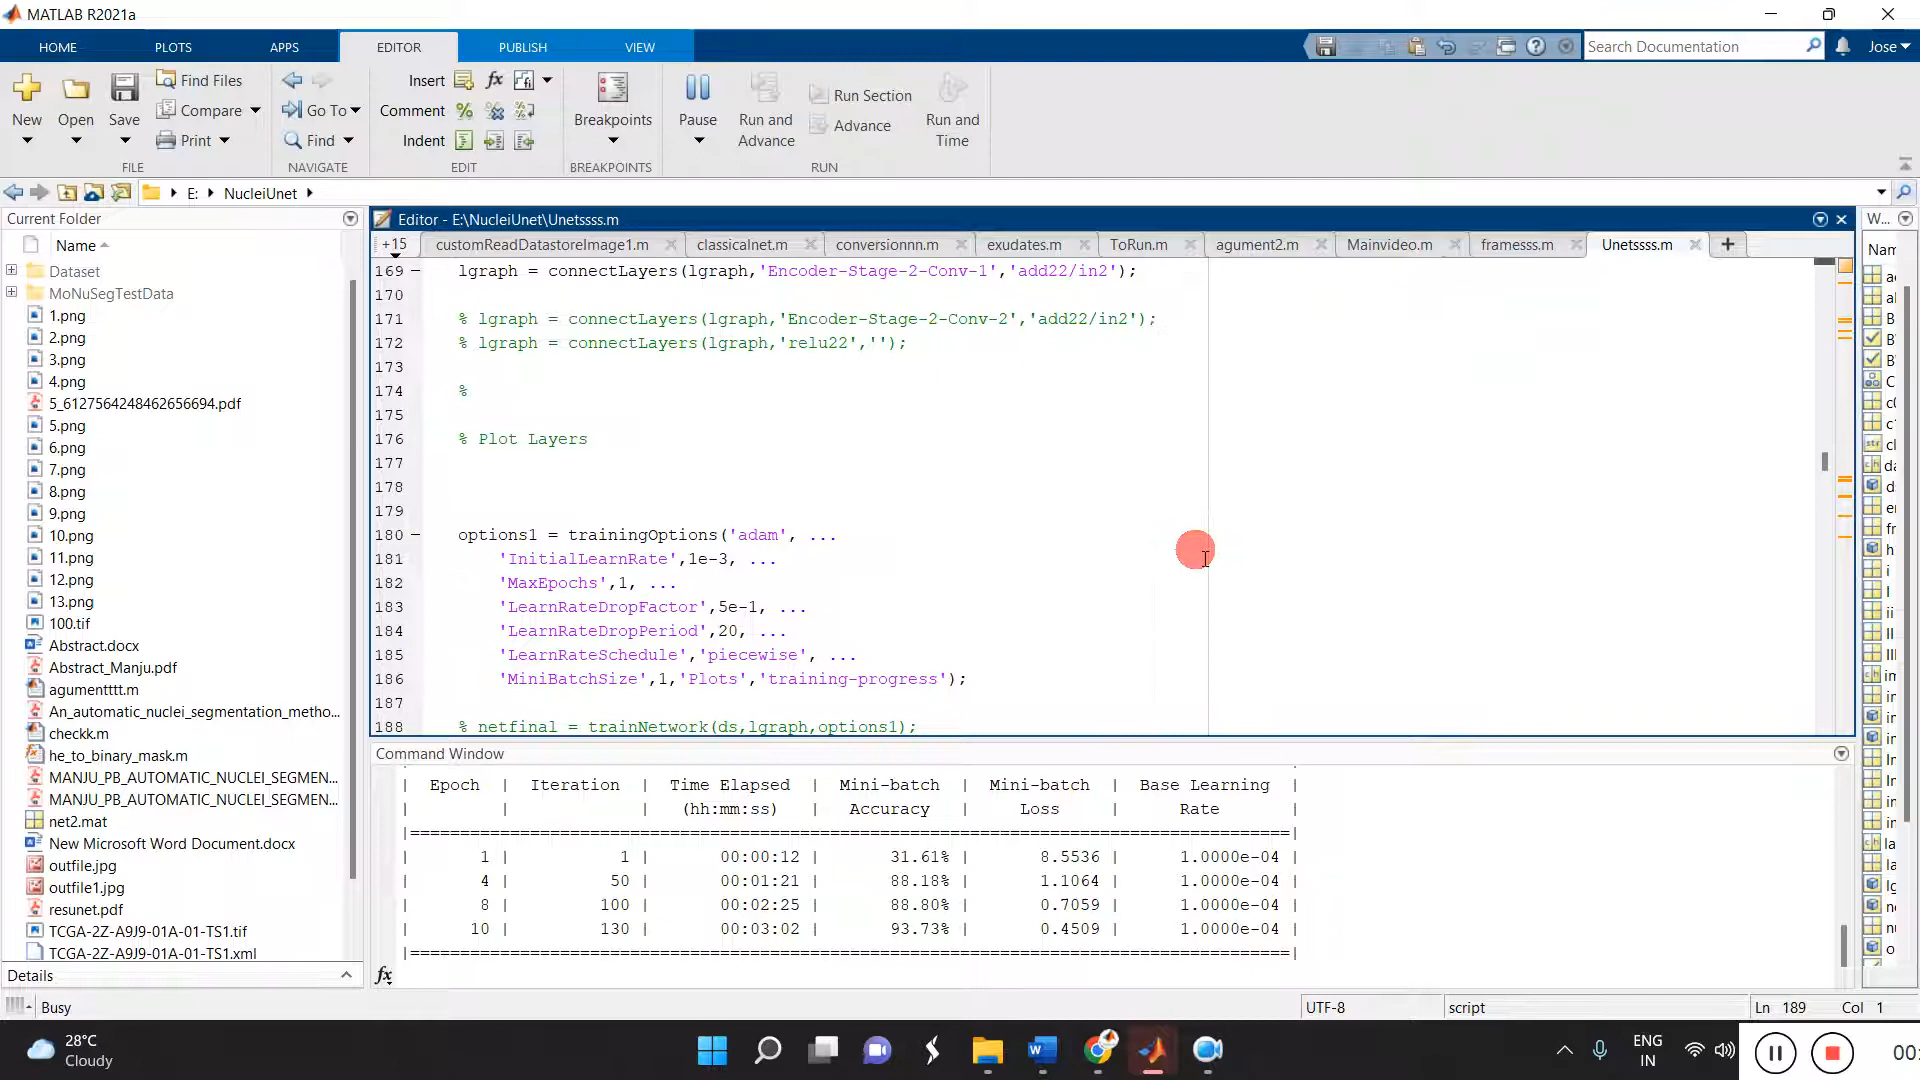 MATLAB R2021a
HOME PLOTS APPS EDITOR PUBLISH VIEW
Search Documentation
Jose
New
Open
Save
Find Files
Compare
Print
FILE
Go To
Find
NAVIGATE
Insert
fx
Comment
Indent
EDIT
Breakpoints
BREAKPOINTS
Pause
Run and Advance
Run Section
Advance
Run and Time
RUN
E: NucleiUnet
Current Folder
Name
Dataset
MoNuSegTestData
1.png
2.png
3.png
4.png
5_6127564248462656694.pdf
5.png
6.png
7.png
8.png
9.png
10.png
11.png
12.png
13.png
100.tif
Abstract.docx
Abstract_Manju.pdf
agumentttt.m
An_automatic_nuclei_segmentation_metho...
checkk.m
he_to_binary_mask.m
MANJU_PB_AUTOMATIC_NUCLEI_SEGMEN...
MANJU_PB_AUTOMATIC_NUCLEI_SEGMEN...
net2.mat
New Microsoft Word Document.docx
outfile.jpg
outfile1.jpg
resunet.pdf
TCGA-2Z-A9J9-01A-01-TS1.tif
TCGA-2Z-A9J9-01A-01-TS1.xml
Details
Editor - E:\NucleiUnet\Unetssss.m
+15 customReadDatastoreImage1.m classicalnet.m conversionnn.m exudates.m ToRun.m agument2.m Mainvideo.m framesss.m Unetssss.m
169 lgraph = connectLayers(lgraph,'Encoder-Stage-2-Conv-1','add22/in2');
170
171 % lgraph = connectLayers(lgraph,'Encoder-Stage-2-Conv-2','add22/in2');
172 % lgraph = connectLayers(lgraph,'relu22','');
173
174 %
175
176 % Plot Layers
177
178
179
180 options1 = trainingOptions('adam', ...
181 'InitialLearnRate',1e-3, ...
182 'MaxEpochs',1, ...
183 'LearnRateDropFactor',5e-1, ...
184 'LearnRateDropPeriod',20, ...
185 'LearnRateSchedule','piecewise', ...
186 'MiniBatchSize',1,'Plots','training-progress');
187
188 % netfinal = trainNetwork(ds,lgraph,options1);
Command Window
| Epoch | Iteration | Time Elapsed | Mini-batch | Mini-batch | Base Learning |
| | | (hh:mm:ss) | Accuracy | Loss | Rate |
|========================================================================================|
| 1 | 1 | 00:00:12 | 31.61% | 8.5536 | 1.0000e-04 |
| 4 | 50 | 00:01:21 | 88.18% | 1.1064 | 1.0000e-04 |
| 8 | 100 | 00:02:25 | 88.80% | 0.7059 | 1.0000e-04 |
| 10 | 130 | 00:03:02 | 93.73% | 0.4509 | 1.0000e-04 |
|========================================================================================|
fx
W...
Busy
UTF-8 script Ln 189 Col 1
28°C
Cloudy
ENG
IN